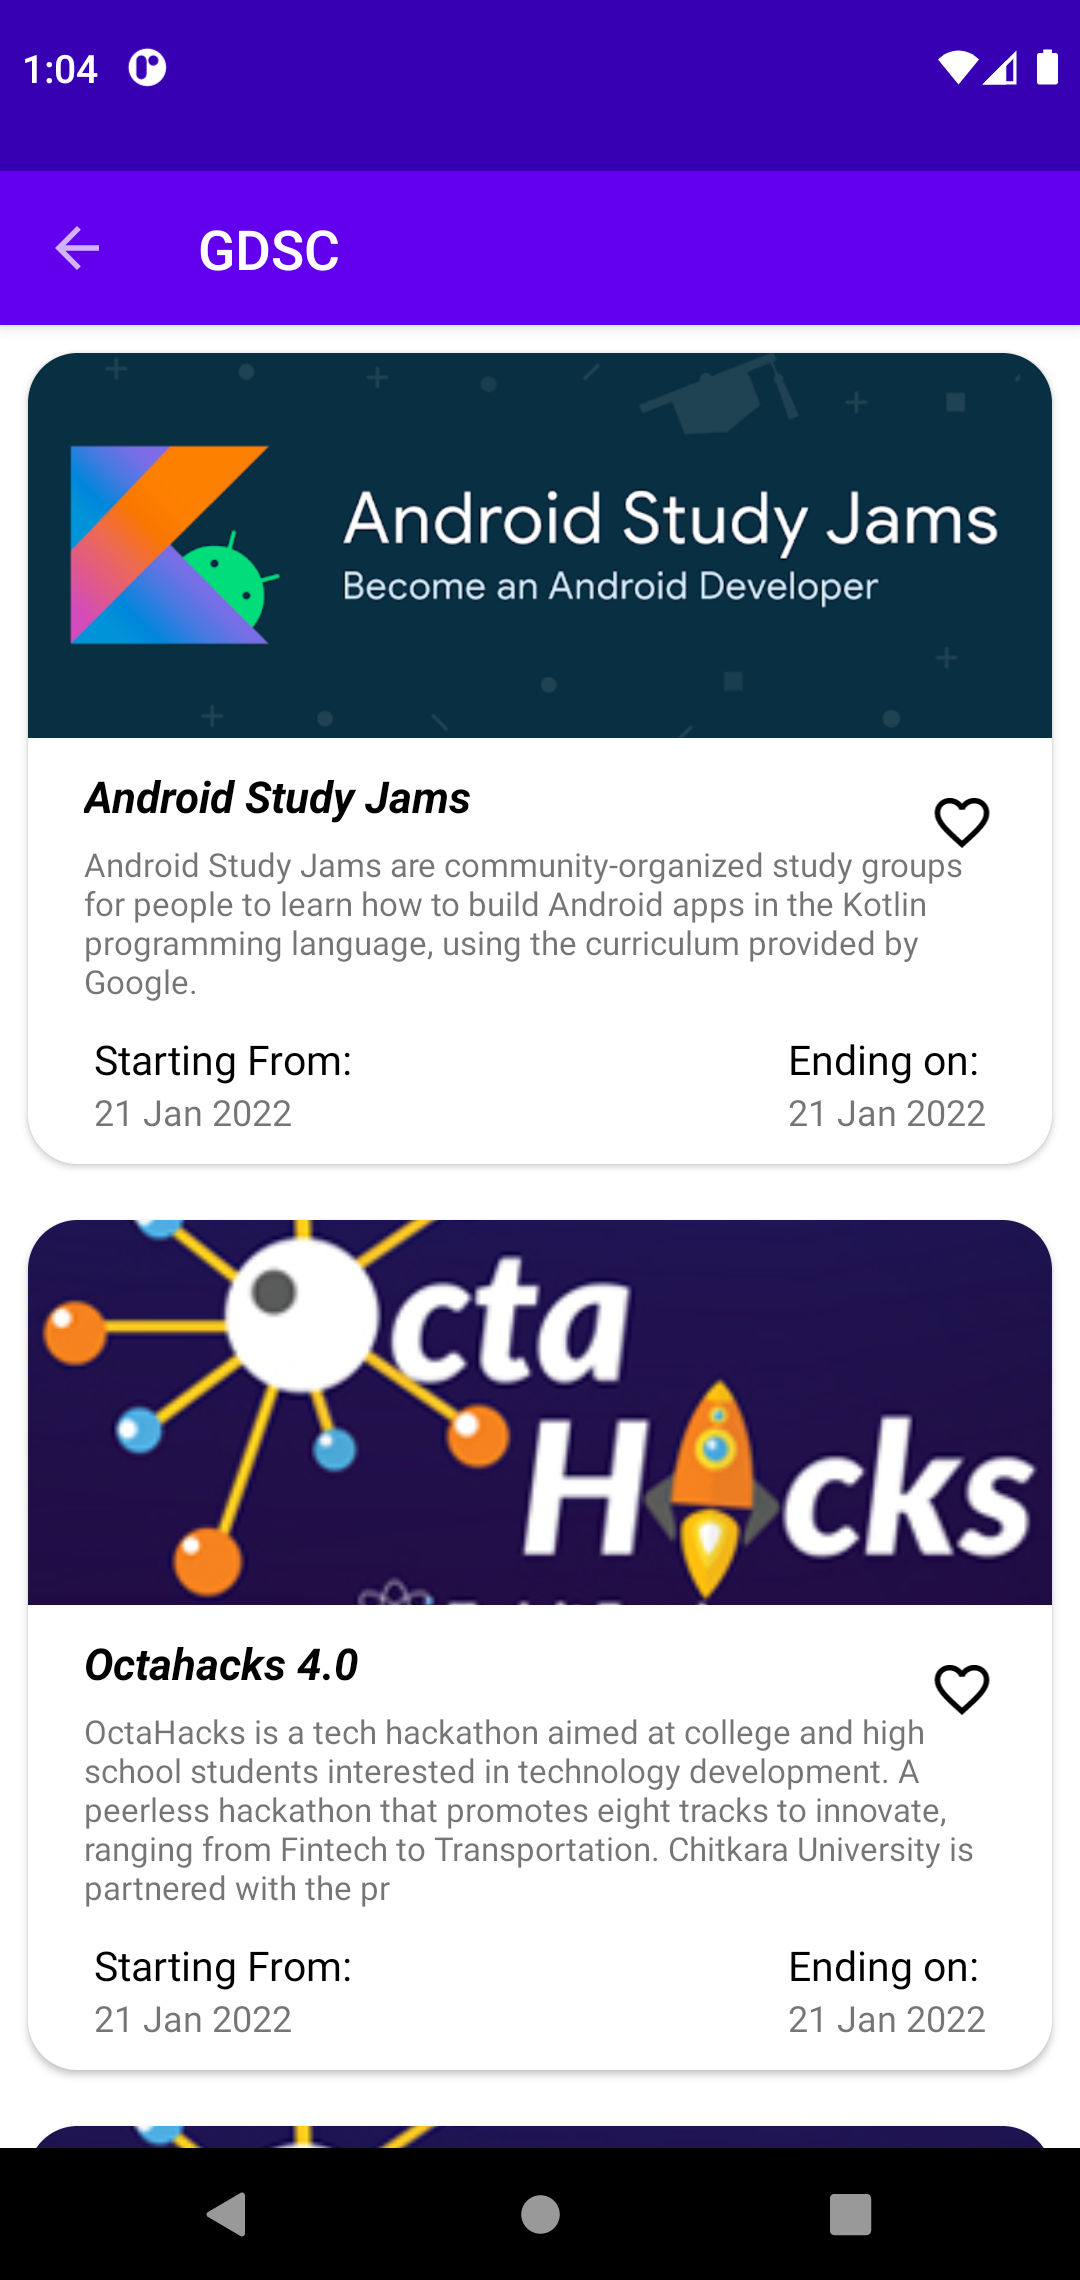 1:04
GDSC
Android Study Jams
Become an Android Developer
Android Study Jams
Android Study Jams are community-organized study groups
for people to learn how to build Android apps in the Kotlin
programming language, using the curriculum provided by
Google.
Starting From:
Ending on:
21 Jan 2022
21 Jan 2022
Octa
Hacks
Octahacks 4.0
OctaHacks is a tech hackathon aimed at college and high
school students interested in technology development. A
peerless hackathon that promotes eight tracks to innovate,
ranging from Fintech to Transportation. Chitkara University is
partnered with the pr
Starting From:
Ending on:
21 Jan 2022
21 Jan 2022